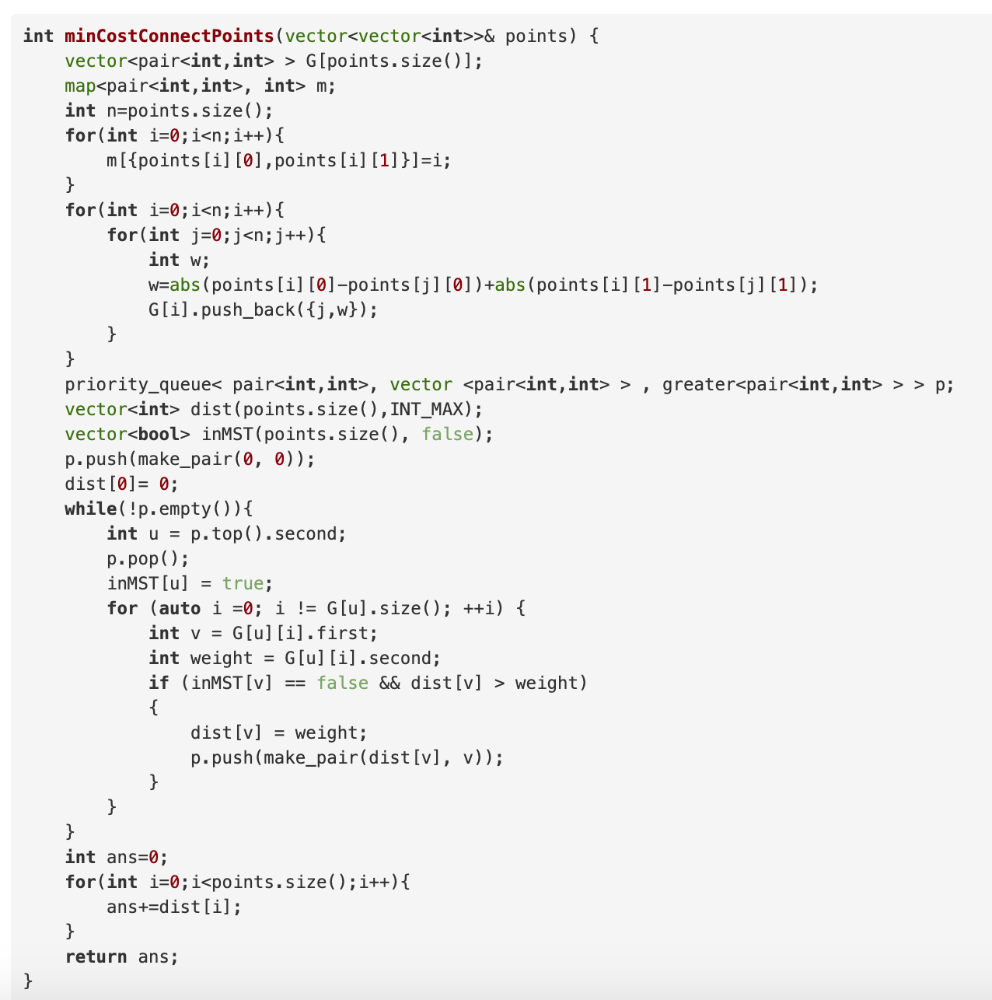 int minCostConnectPoints(vector<vector<int>>& points) {
    vector<pair<int,int> > G[points.size()];
    map<pair<int,int>, int> m;
    int n=points.size();
    for(int i=0;i<n;i++){
        m[{points[i][0],points[i][1]}]=i;
    }
    for(int i=0;i<n;i++){
        for(int j=0;j<n;j++){
            int w;
            w=abs(points[i][0]-points[j][0])+abs(points[i][1]-points[j][1]);
            G[i].push_back({j,w});
        }
    }
    priority_queue< pair<int,int>, vector <pair<int,int> > , greater<pair<int,int> > > p;
    vector<int> dist(points.size(),INT_MAX);
    vector<bool> inMST(points.size(), false);
    p.push(make_pair(0, 0));
    dist[0]= 0;
    while(!p.empty()){
        int u = p.top().second;
        p.pop();
        inMST[u] = true;
        for (auto i =0; i != G[u].size(); ++i) {
            int v = G[u][i].first;
            int weight = G[u][i].second;
            if (inMST[v] == false && dist[v] > weight)
            {
                dist[v] = weight;
                p.push(make_pair(dist[v], v));
            }
        }
    }
    int ans=0;
    for(int i=0;i<points.size();i++){
        ans+=dist[i];
    }
    return ans;
}